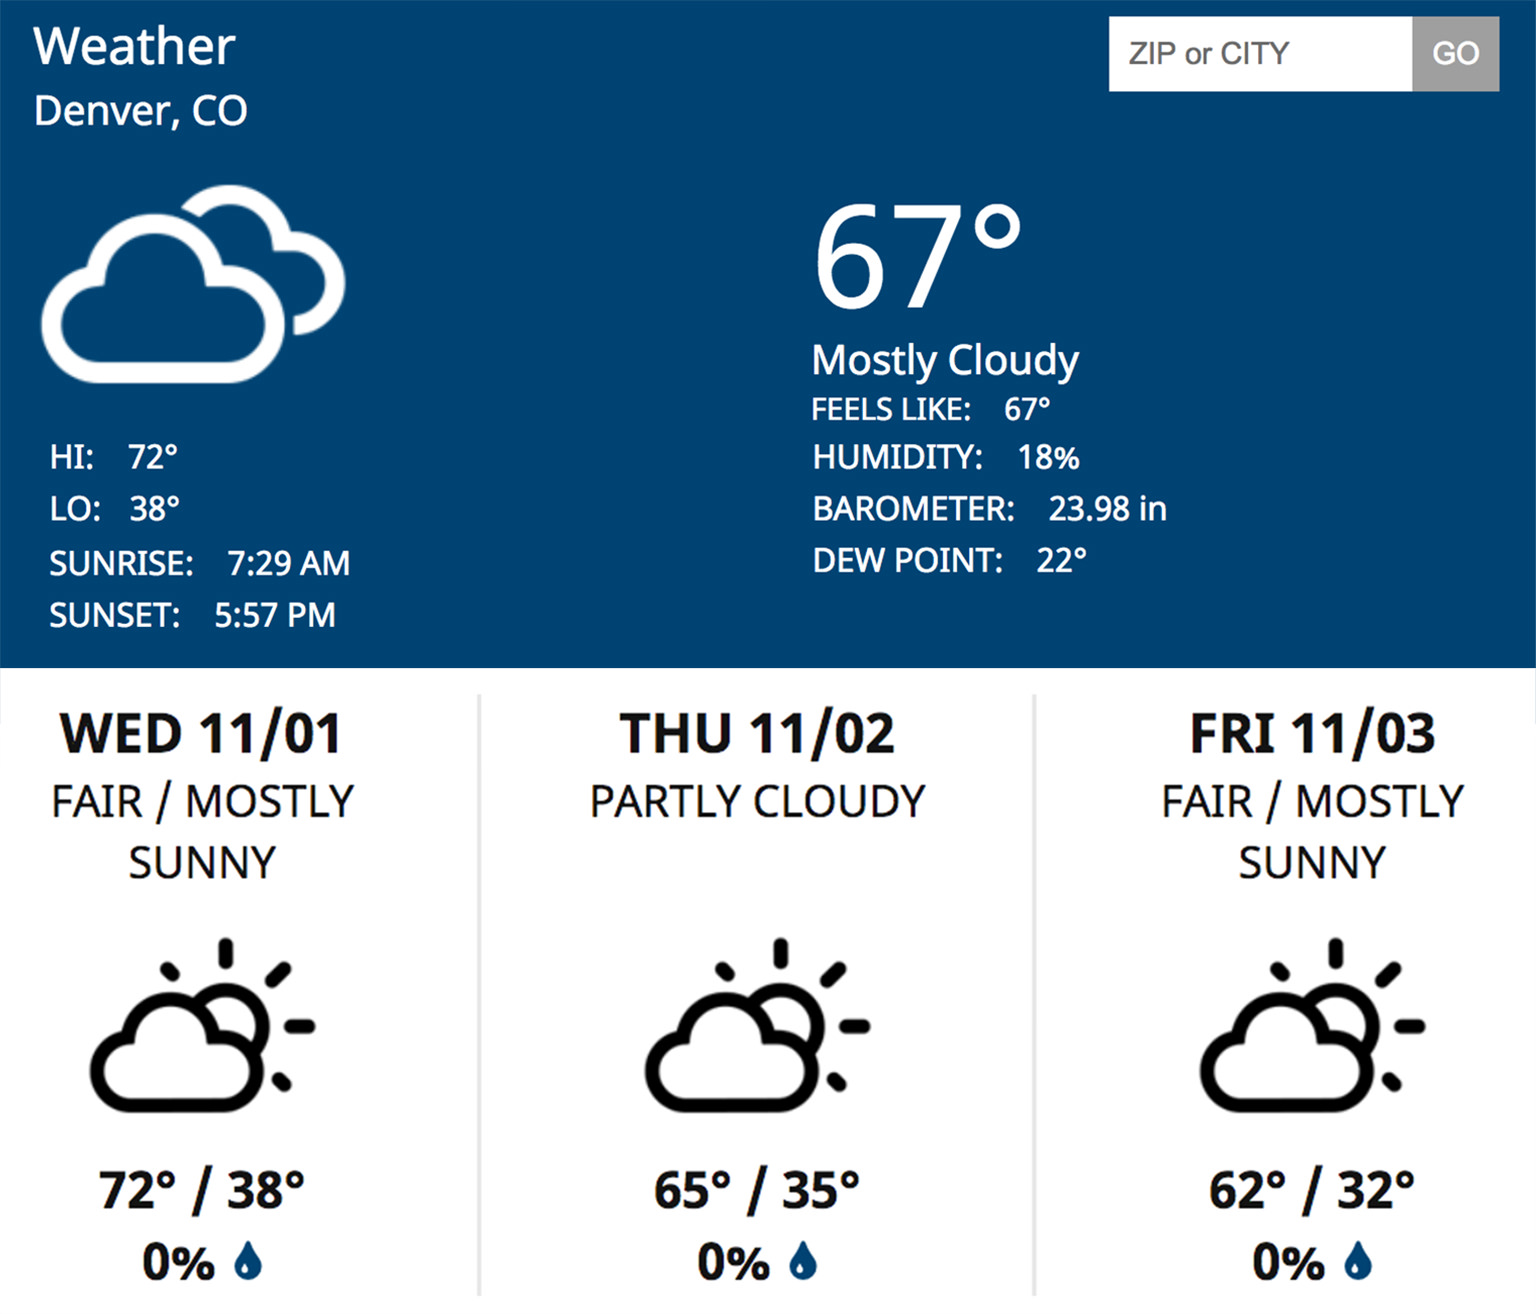 Weather
Denver, CO
ZIP or CITY GO
67°
Mostly Cloudy
FEELS LIKE: 67°
HUMIDITY: 18%
BAROMETER: 23.98 in
DEW POINT: 22°
HI: 72°
LO: 38°
SUNRISE: 7:29 AM
SUNSET: 5:57 PM
WED 11/01
FAIR / MOSTLY
SUNNY
72° / 38°
0%
THU 11/02
PARTLY CLOUDY
65° / 35°
0%
FRI 11/03
FAIR / MOSTLY
SUNNY
62° / 32°
0%